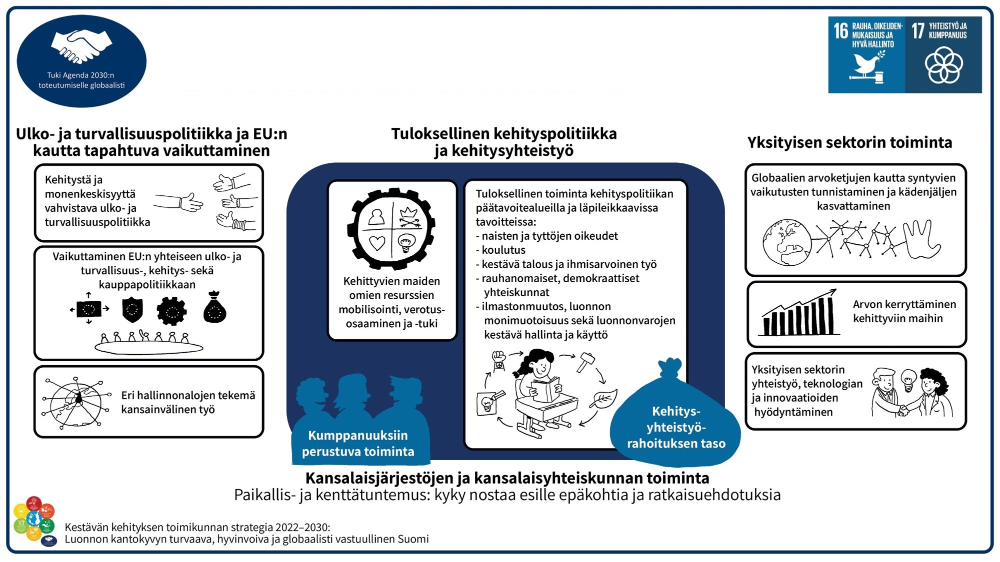 Tuki Agenda 2030:n
toteutumiselle globaalisti
16 RAUHA, OIKEUDEN-
MUKAISUUS JA
HYVÄ HALLINTO
17 YHTEISTYÖ JA
KUMPPANUUS
Ulko- ja turvallisuuspolitiikka ja EU:n
kautta tapahtuva vaikuttaminen
Kehitystä ja
monenkeskisyyttä
vahvistava ulko- ja
turvallisuuspolitiikka
Vaikuttaminen EU:n yhteiseen ulko- ja
turvallisuus-, kehitys- sekä
kauppapolitiikkaan
Eri hallinnonalojen tekemä
kansainvälinen työ
Tuloksellinen kehityspolitiikka
ja kehitysyhteistyö
Kehittyvien maiden
omien resurssien
mobilisointi, verotus-
osaaminen ja -tuki
Tuloksellinen toiminta kehityspolitiikan
päätavoitealueilla ja läpileikkaavissa
tavoitteissa:
- naisten ja tyttöjen oikeudet
- koulutus
- kestävä talous ja ihmisarvoinen työ
- rauhanomaiset, demokraattiset
yhteiskunnat
- ilmastonmuutos, luonnon
monimuotoisuus sekä luonnonvarojen
kestävä hallinta ja käyttö
Kumppanuuksiin
perustuva toiminta
Kehitys-
yhteistyö-
rahoituksen taso
Yksityisen sektorin toiminta
Globaalien arvoketjujen kautta syntyvien
vaikutusten tunnistaminen ja kädenjäljen
kasvattaminen
Arvon kerryttäminen
kehittyviin maihin
Yksityisen sektorin
yhteistyö, teknologian
ja innovaatioiden
hyödyntäminen
Kansalaisjärjestöjen ja kansalaisyhteiskunnan toiminta
Paikallis- ja kenttätuntemus: kyky nostaa esille epäkohtia ja ratkaisuehdotuksia
Kestävän kehityksen toimikunnan strategia 2022–2030:
Luonnon kantokyvyn turvaava, hyvinvoiva ja globaalisti vastuullinen Suomi